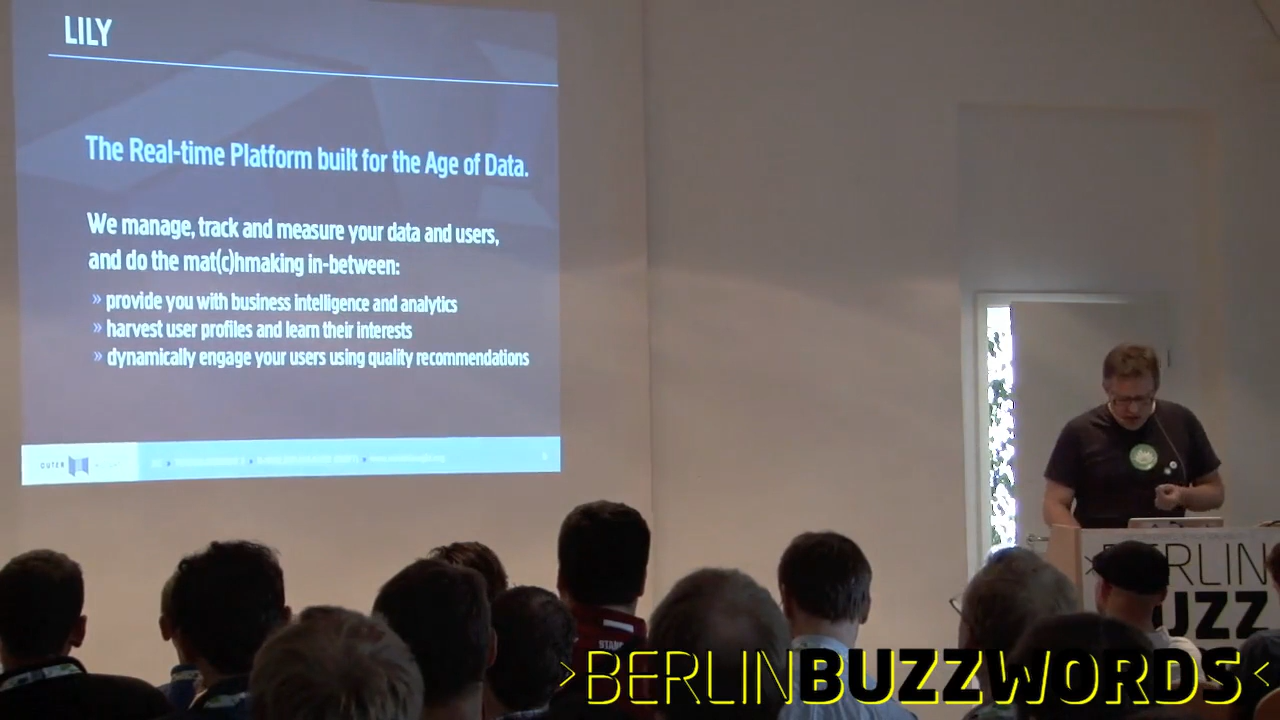 LILY
The Real-time Platform built for the Age of Data.
We manage, track and measure your data and users,
and do the mat(c)hmaking in-between:
» provide you with business intelligence and analytics
» harvest user profiles and learn their interests
» dynamically engage your users using quality recommendations
OUTER
>BERLIN
UZZ
STAN
>BERLINBUZZWORDS<